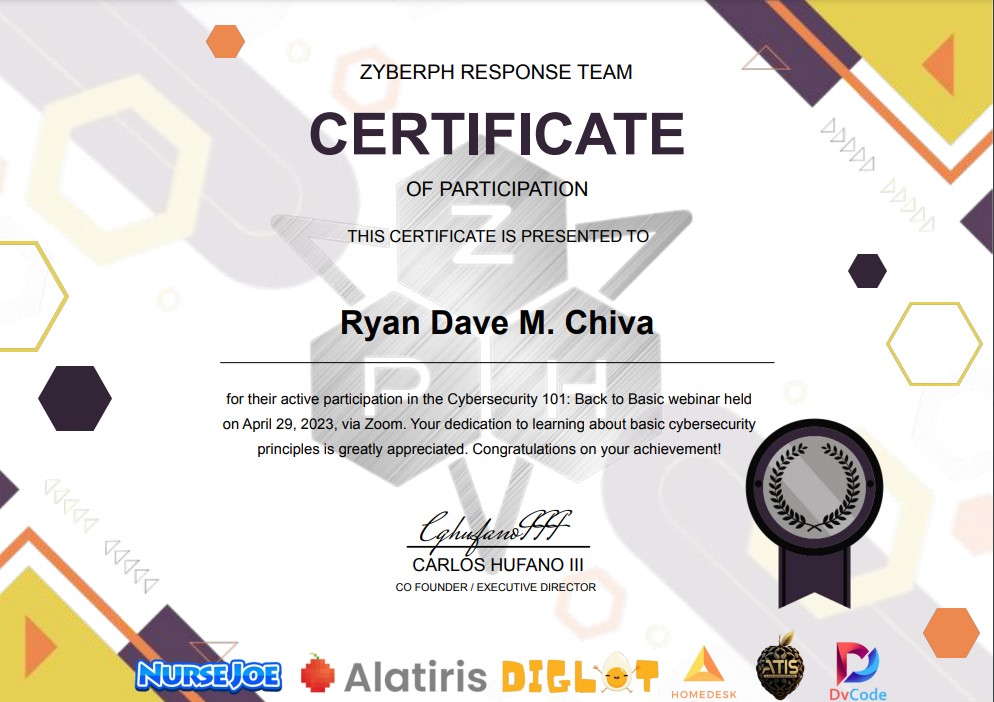 ZYBERPH RESPONSE TEAM
CERTIFICATE
OF PARTICIPATION
THIS CERTIFICATE IS PRESENTED TO
Z
P H
Ryan Dave M. Chiva
for their active participation in the Cybersecurity 101: Back to Basic webinar held
on April 29, 2023, via Zoom. Your dedication to learning about basic cybersecurity
principles is greatly appreciated. Congratulations on your achievement!
CghufanoIII
CARLOS HUFANO III
CO FOUNDER / EXECUTIVE DIRECTOR
NURSEJOE
Alatiris
DIGLOT
HOMEDESK
ATIS
DvCode